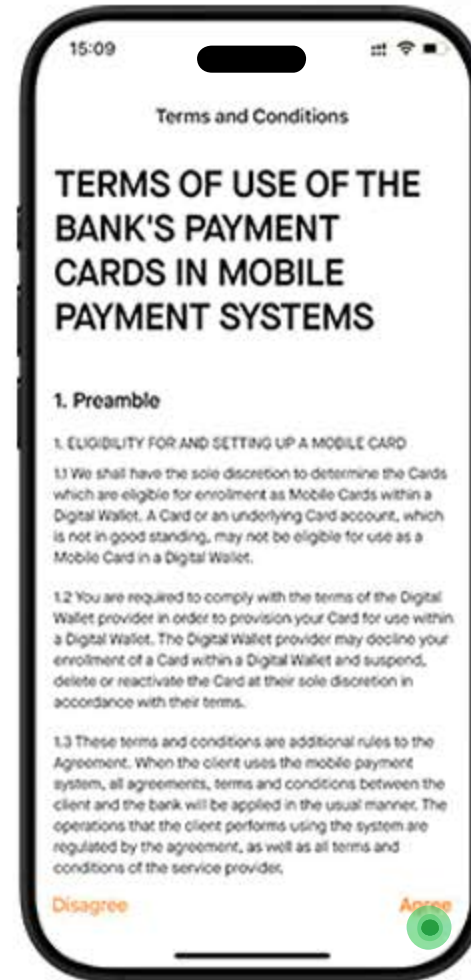 15:09
Terms and Conditions
TERMS OF USE OF THE
BANK'S PAYMENT
CARDS IN MOBILE
PAYMENT SYSTEMS
1. Preamble
1. ELIGIBILITY FOR AND SETTING UP A MOBILE CARD
1.1 We shall have the sole discretion to determine the Cards
which are eligible for enrollment as Mobile Cards within a
Digital Wallet. A Card or an underlying Card account, which
is not in good standing, may not be eligible for use as a
Mobile Card in a Digital Wallet.
1.2 You are required to comply with the terms of the Digital
Wallet provider in order to provision your Card for use within
a Digital Wallet. The Digital Wallet provider may decline your
enrollment of a Card within a Digital Wallet and suspend,
delete or reactivate the Card at their sole discretion in
accordance with their terms.
1.3 These terms and conditions are additional rules to the
Agreement. When the client uses the mobile payment
system, all agreements, terms and conditions between the
client and the bank will be applied in the usual manner. The
operations that the client performs using the system are
regulated by the agreement, as well as all terms and
conditions of the service provider.
Disagree
Agree